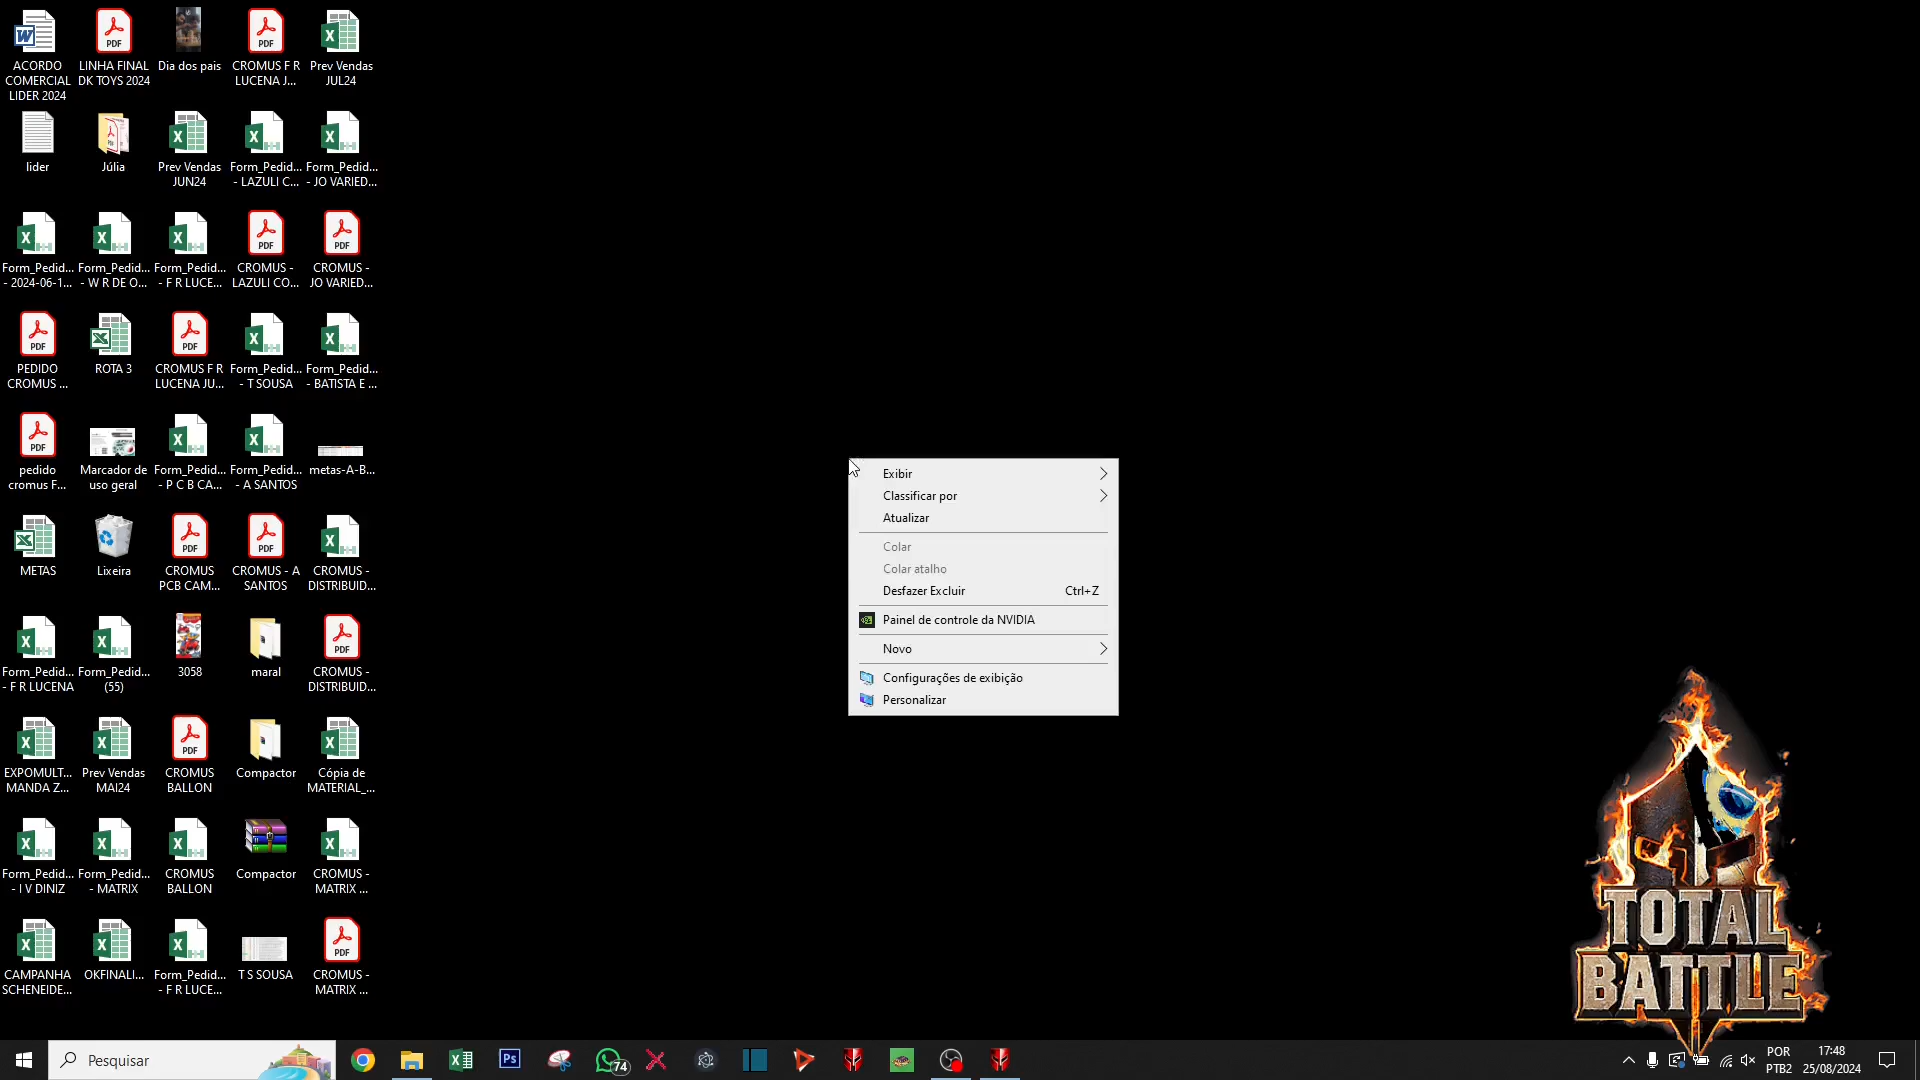 ACORDO
COMERCIAL
LIDER 2024
LINHA FINAL
DK TOYS 2024
Dia dos pais
CROMUS F R
LUCENA J...
Prev Vendas
JUL24
lider
Júlia
Prev Vendas
JUN24
Form_Pedid...
- LAZULI C...
Form_Pedid...
- JO VARIED...
Form_Pedid...
- 2024-06-1...
Form_Pedid...
- W R DE O...
Form_Pedid...
- F R LUCE...
CROMUS -
LAZULI CO...
CROMUS -
JO VARIED...
PEDIDO
CROMUS ...
ROTA 3
CROMUS F R
LUCENA JU...
Form_Pedid...
- T SOUSA
Form_Pedid...
- BATISTA E ...
pedido
cromus F...
Marcador de
uso geral
Form_Pedid...
- P C B CA...
Form_Pedid...
- A SANTOS
metas-A-B...
METAS
Lixeira
CROMUS
PCB CAM...
CROMUS - A
SANTOS
CROMUS -
DISTRIBUID...
Form_Pedid...
- F R LUCENA
Form_Pedid...
(55)
3058
maral
CROMUS -
DISTRIBUID...
EXPOMULT...
MANDA Z...
Prev Vendas
MAI24
CROMUS
BALLON
Compactor
Cópia de
MATERIAL_...
Form_Pedid...
- I V DINIZ
Form_Pedid...
- MATRIX
CROMUS
BALLON
Compactor
CROMUS -
MATRIX ...
CAMPANHA
SCHENEIDE...
OKFINALI...
Form_Pedid...
- F R LUCE...
T S SOUSA
CROMUS -
MATRIX ...
Exibir
Classificar por
Atualizar
Colar
Colar atalho
Desfazer Excluir Ctrl+Z
Painel de controle da NVIDIA
Novo
Configurações de exibição
Personalizar
TOTAL
BATTLE
Pesquisar
Ps
74
POR
PTB2
17:48
25/08/2024